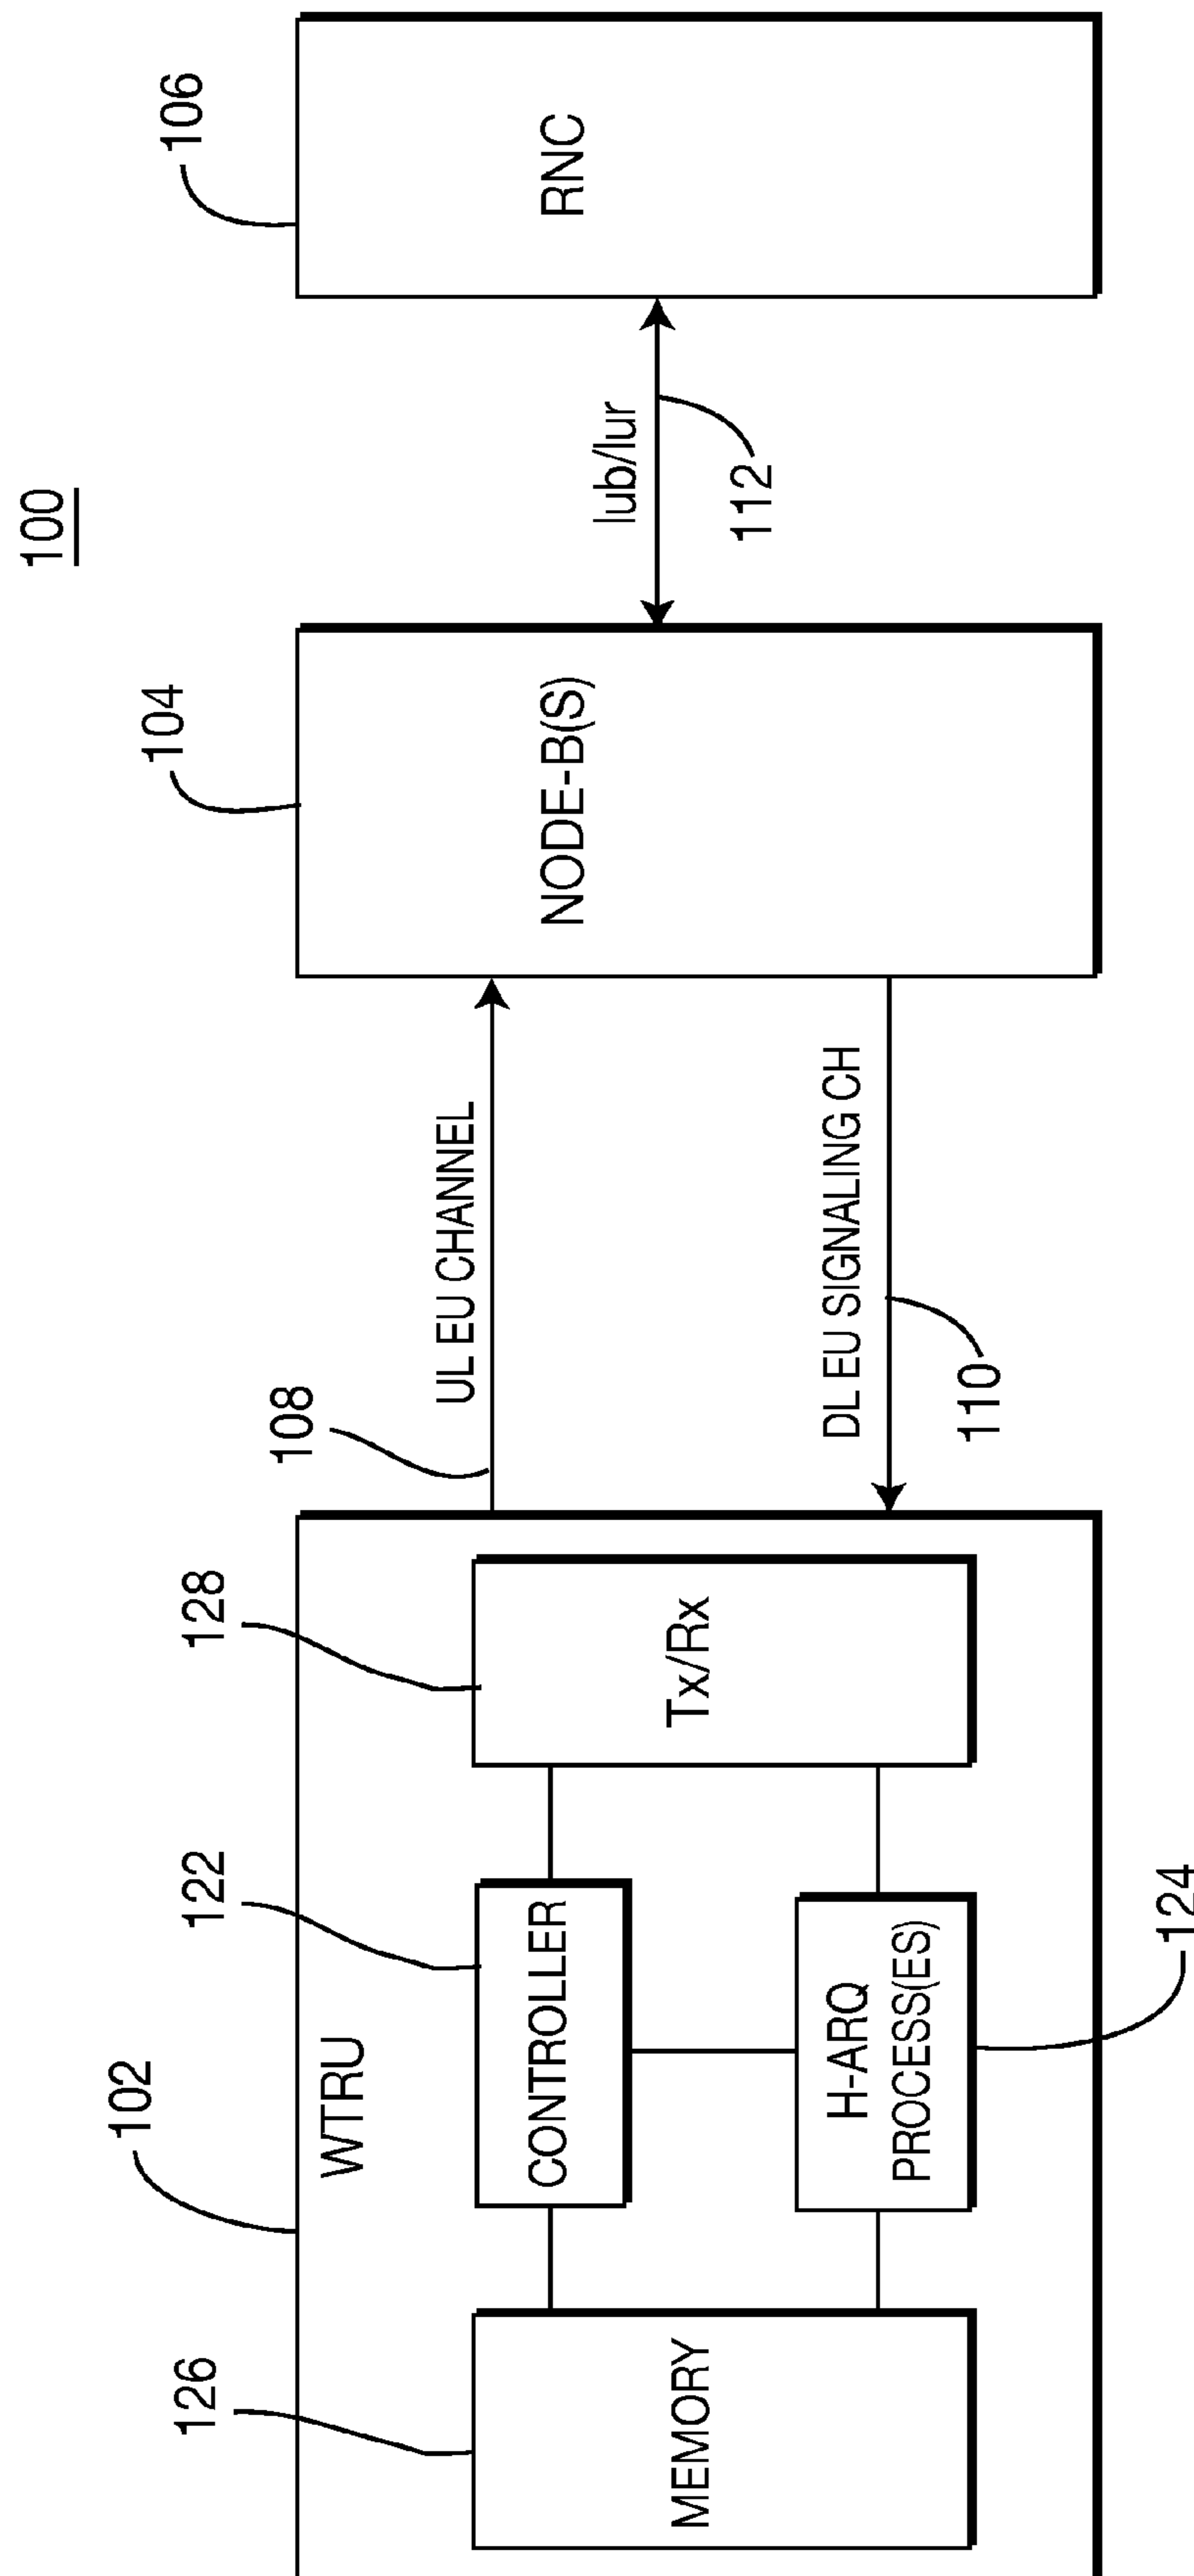 100
102
WTRU
126
MEMORY
122
CONTROLLER
H-ARQ
PROCESS(ES)
124
128
Tx/Rx
108
UL EU CHANNEL
DL EU SIGNALING CH
110
104
NODE-B(S)
Iub/Iur
112
106
RNC